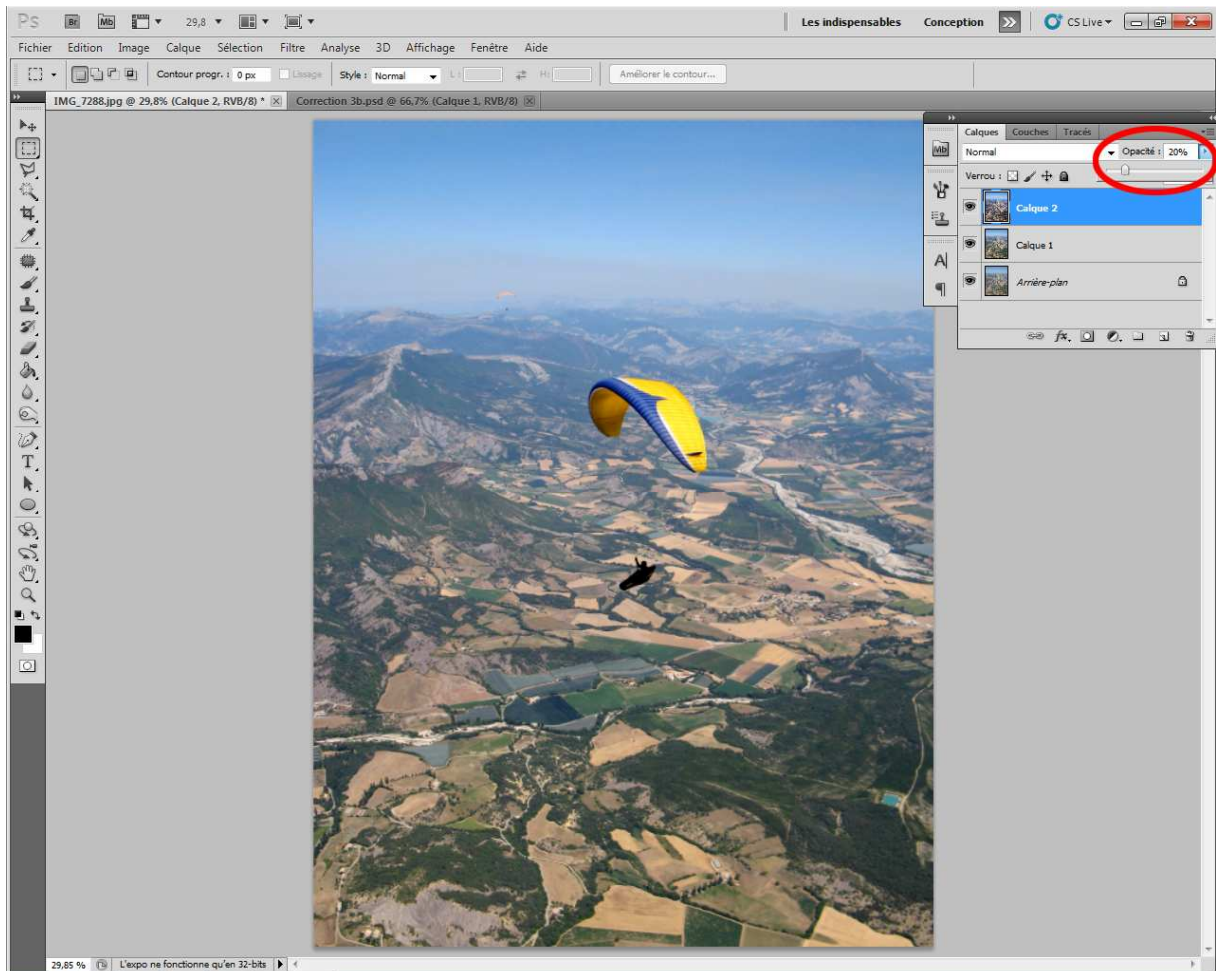 Ps Br Mb 29,8 Les indispensables Conception CS Live
Fichier Edition Image Calque Sélection Filtre Analyse 3D Affichage Fenêtre Aide
Contour progr. : 0 px Lissage Style : Normal L : H: Améliorer le contour...
IMG_7288.jpg @ 29,8% (Calque 2, RVB/8) * Correction 3b.psd @ 66,7% (Calque 1, RVB/8)
Calques Couches Tracés
Mb Normal Opacité : 20%
Verrou :
Calque 2
Calque 1
Arrière-plan
fx.
29,85 % L'expo ne fonctionne qu'en 32-bits